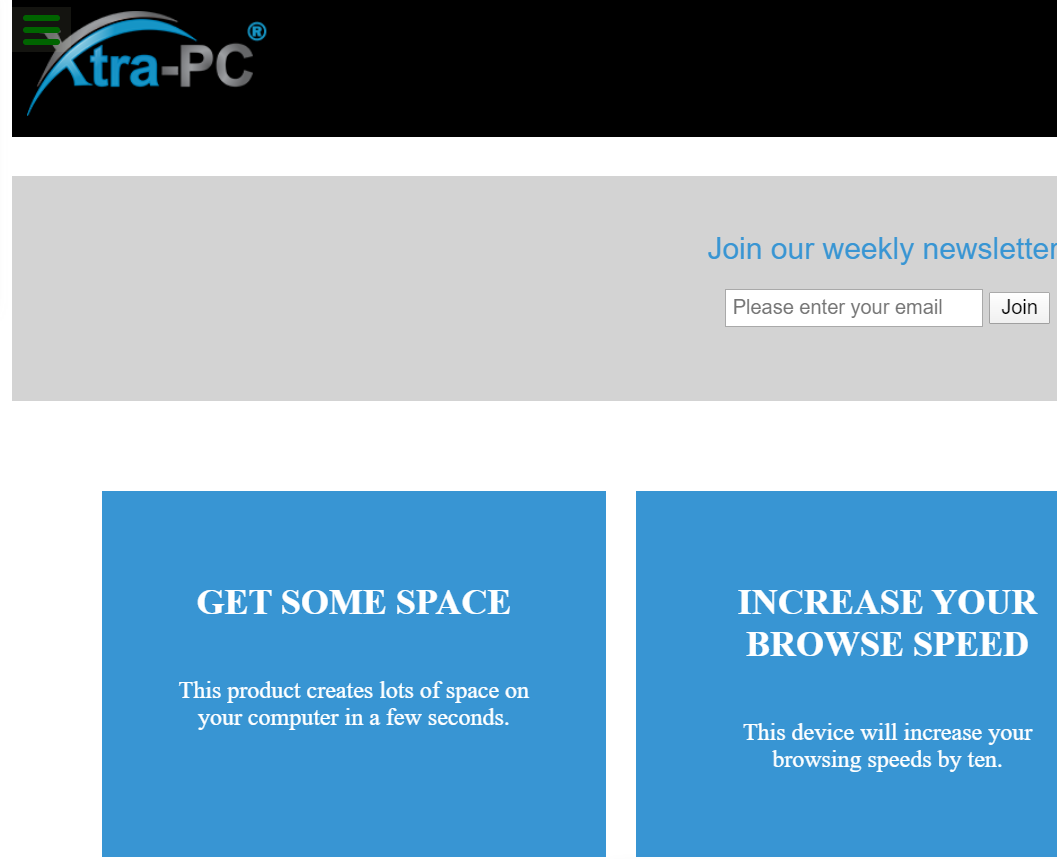 Xtra-PC®
Join our weekly newsletter
Please enter your email
Join
GET SOME SPACE
This product creates lots of space on
your computer in a few seconds.
INCREASE YOUR
BROWSE SPEED
This device will increase your
browsing speeds by ten.